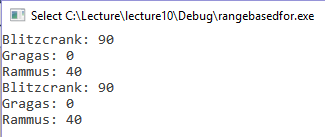 Select C:\Lecture\lecture10\Debug\rangebasedfor.exe
Blitzcrank: 90
Gragas: 0
Rammus: 40
Blitzcrank: 90
Gragas: 0
Rammus: 40